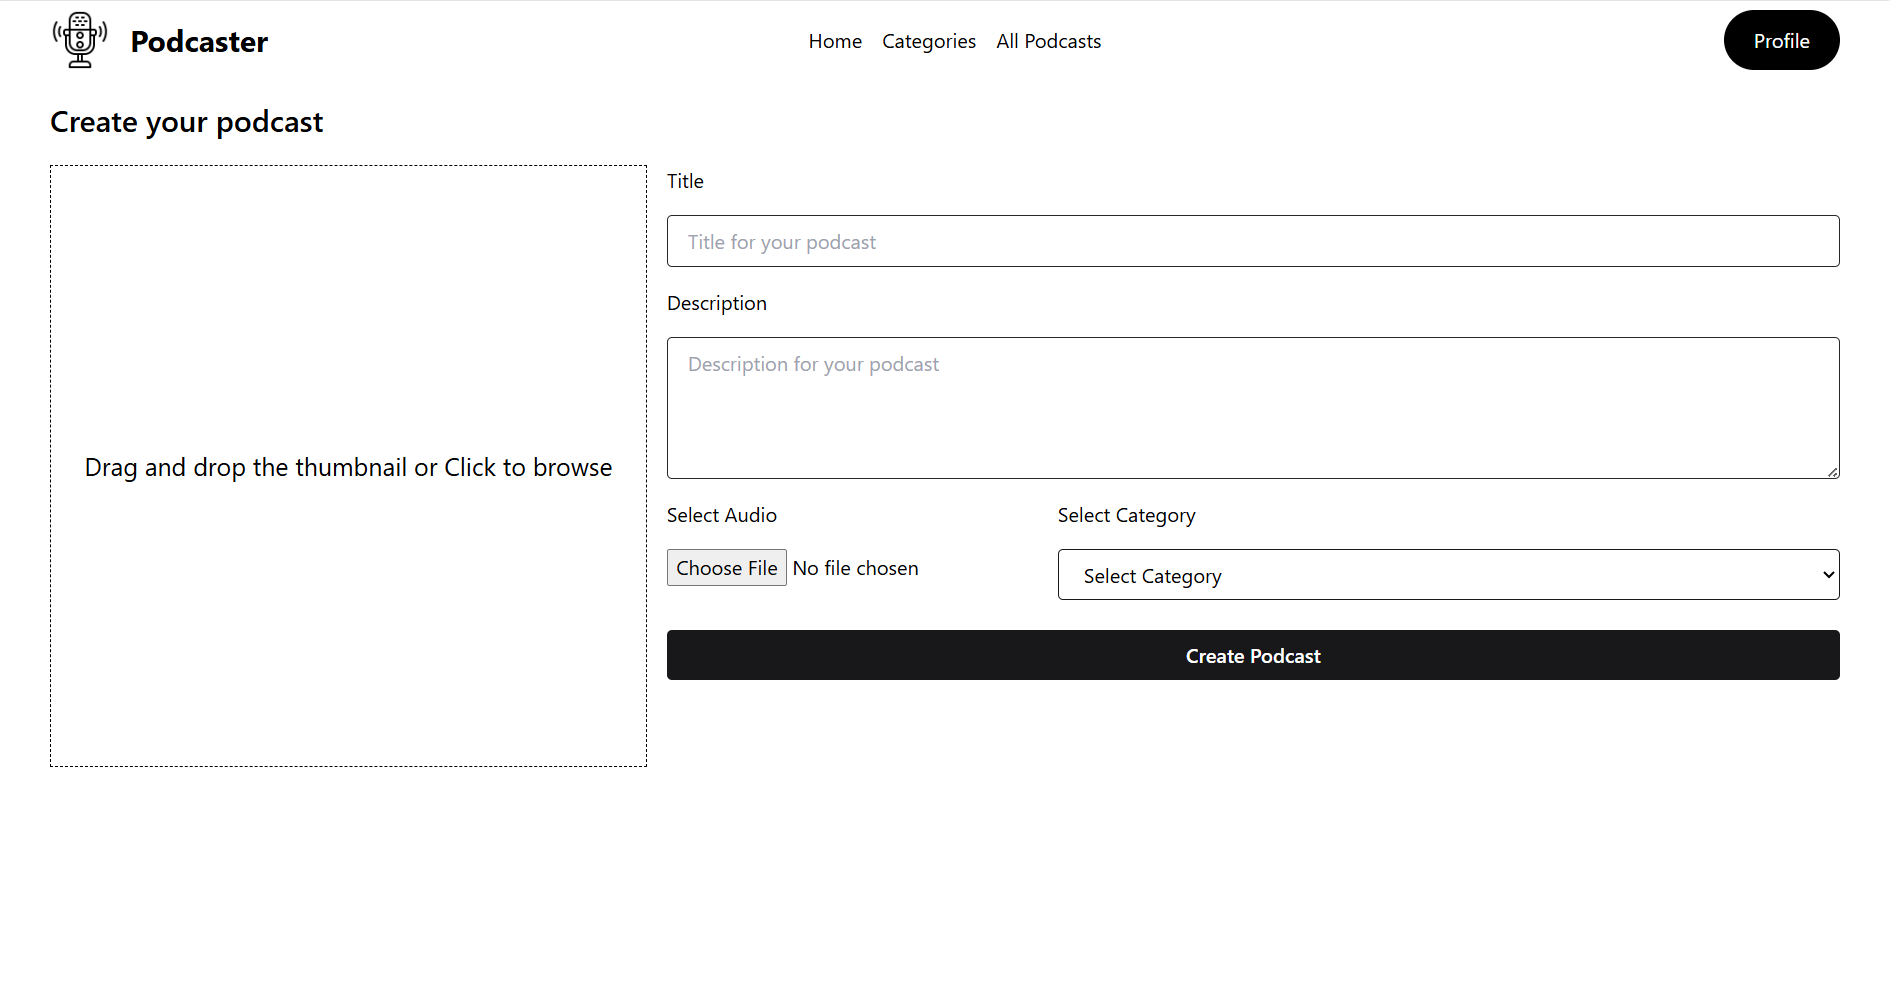 Podcaster
Home Categories All Podcasts
Profile
Create your podcast
Drag and drop the thumbnail or Click to browse
Title
Title for your podcast
Description
Description for your podcast
Select Audio
Choose File No file chosen
Select Category
Select Category
Create Podcast